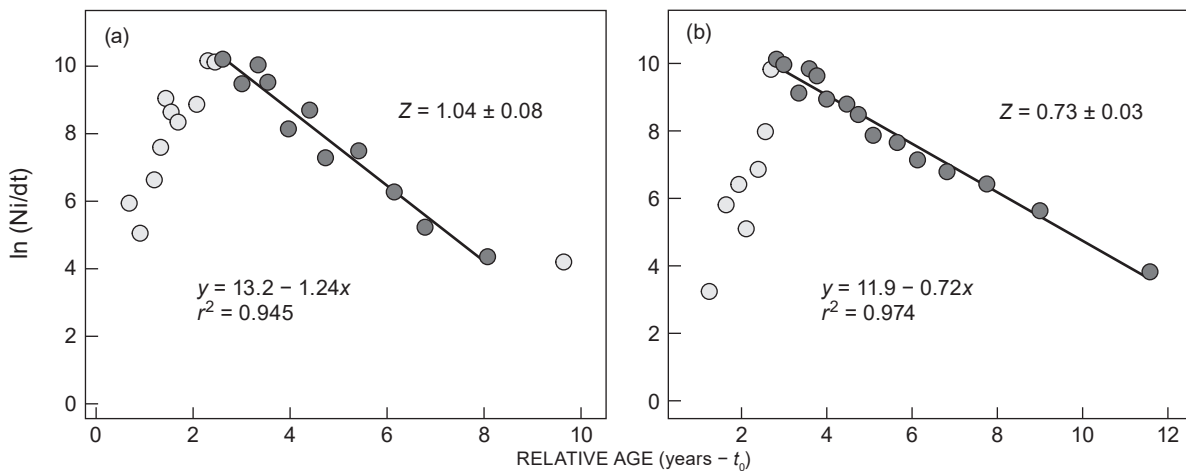 (a)
Z = 1.04 ± 0.08
y = 13.2 − 1.24x
r² = 0.945
(b)
Z = 0.73 ± 0.03
y = 11.9 − 0.72x
r² = 0.974
ln (Ni/dt)
10
8
6
4
2
0
0 2 4 6 8 10
10
8
6
4
2
0
2 4 6 8 10 12
RELATIVE AGE (years − t₀)